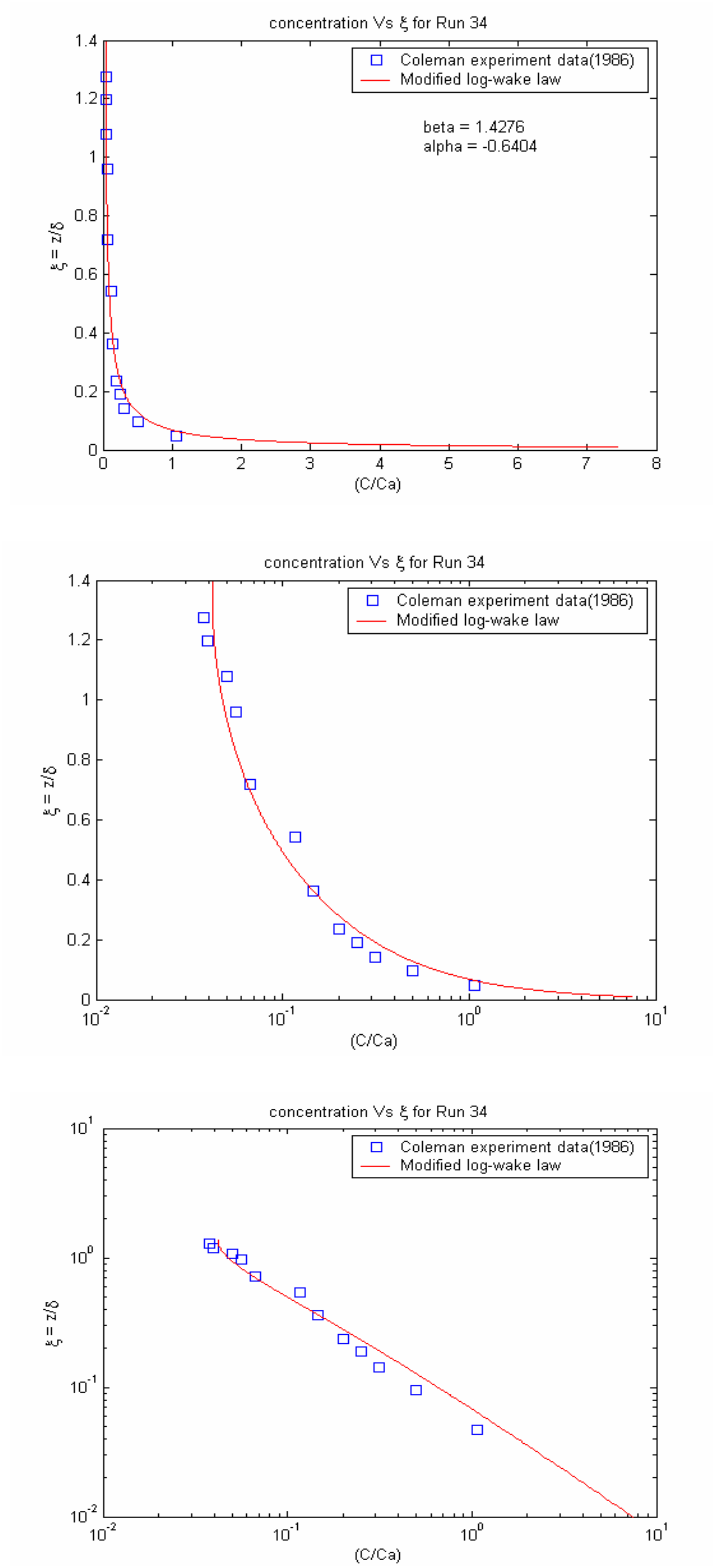 concentration Vs ξ for Run 34
Coleman experiment data(1986)
Modified log-wake law
beta = 1.4276
alpha = -0.6404
1.4
1.2
1
0.8
0.6
0.4
0.2
0
ξ = z/δ
0 1 2 3 4 5 6 7 8
(C/Ca)
concentration Vs ξ for Run 34
Coleman experiment data(1986)
Modified log-wake law
1.4
1.2
1
0.8
0.6
0.4
0.2
0
ξ = z/δ
10⁻² 10⁻¹ 10⁰ 10¹
(C/Ca)
concentration Vs ξ for Run 34
Coleman experiment data(1986)
Modified log-wake law
10¹
10⁰
10⁻¹
10⁻²
ξ = z/δ
10⁻² 10⁻¹ 10⁰ 10¹
(C/Ca)